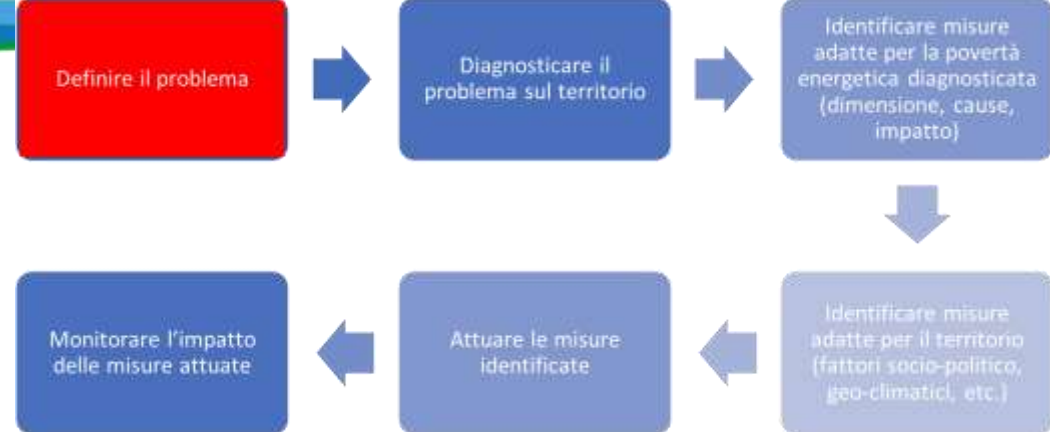 Definire il problema
Diagnosticare il
problema sul territorio
Identificare misure
adatte per la povertà
energetica diagnosticata
(dimensione, cause,
impatto)
Identificare misure
adatte per il territorio
(fattori socio-politico,
geo-climatici, etc.)
Attuare le misure
identificate
Monitorare l'impatto
delle misure attuate